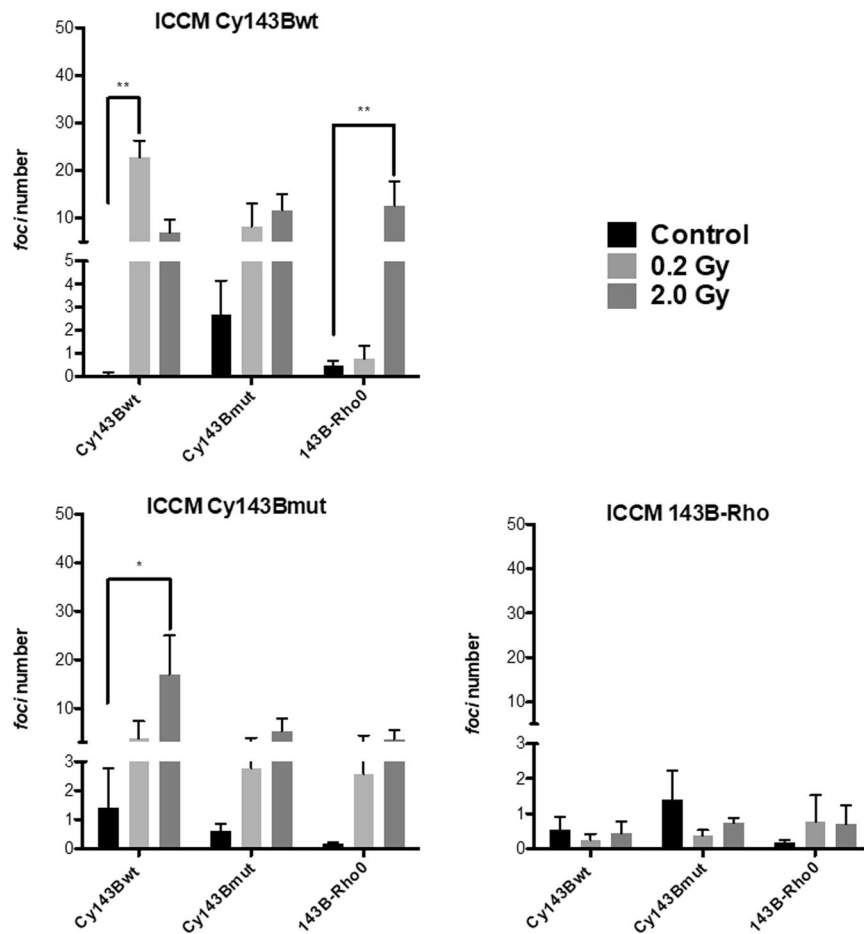 ICCM Cy143Bwt
50
40
30
20
10
5
4
3
2
1
0
foci number
**
**
Cy143Bwt
Cy143Bmut
143B-Rho0
Control
0.2 Gy
2.0 Gy
ICCM Cy143Bmut
50
40
30
20
10
3
2
1
0
foci number
*
Cy143Bwt
Cy143Bmut
143B-Rho0
ICCM 143B-Rho
50
40
30
20
10
3
2
1
0
foci number
Cy143Bwt
Cy143Bmut
143B-Rho0